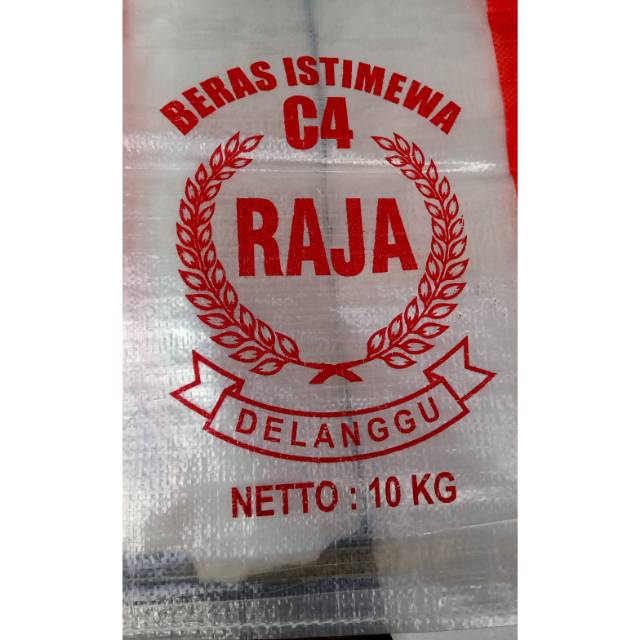 BERAS ISTIMEWA
C4
RAJA
DELANGGU
NETTO : 10 KG